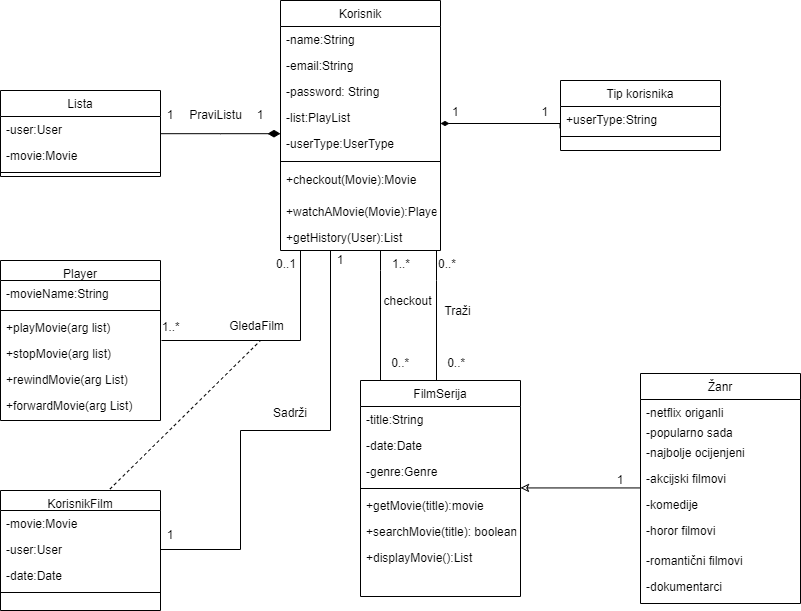 Korisnik
-name:String
-email:String
-password: String
-list:PlayList
-userType:UserType
+checkout(Movie):Movie
+watchAMovie(Movie):Playe
+getHistory(User):List
Lista
-user:User
-movie:Movie
1
PraviListu
1
1
1
Tip korisnika
+userType:String
0..1
1
1..*
0..*
checkout
Traži
0..*
0..*
Player
-movieName:String
+playMovie(arg list)
+stopMovie(arg list)
+rewindMovie(arg List)
+forwardMovie(arg List)
1..*
GledaFilm
Sadrži
FilmSerija
-title:String
-date:Date
-genre:Genre
+getMovie(title):movie
+searchMovie(title): boolean
+displayMovie():List
1
Žanr
-netflix origanli
-popularno sada
-najbolje ocijenjeni
-akcijski filmovi
-komedije
-horor filmovi
-romantični filmovi
-dokumentarci
KorisnikFilm
-movie:Movie
-user:User
-date:Date
1